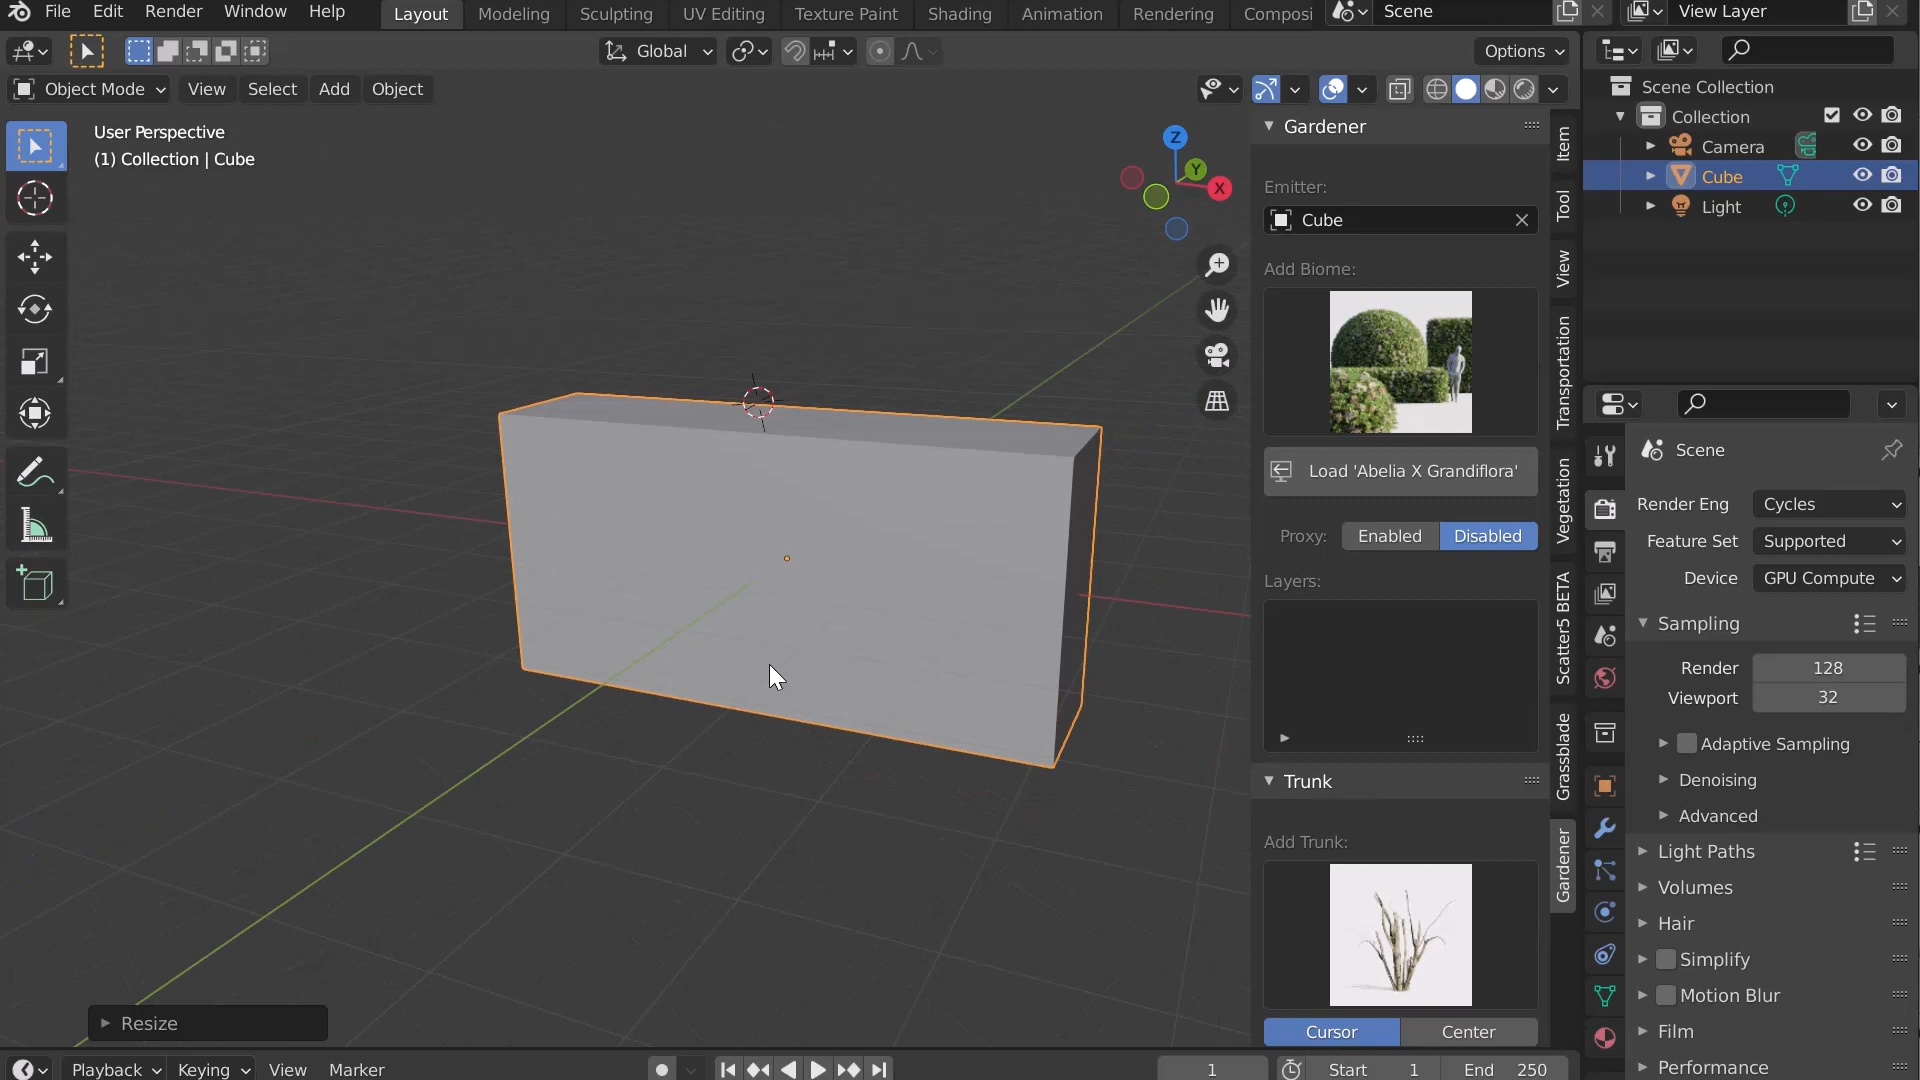 File Edit Render Window Help
Layout Modeling Sculpting UV Editing Texture Paint Shading Animation Rendering Composi
Scene
View Layer
Global
Options
Object Mode View Select Add Object
User Perspective
(1) Collection | Cube
Z
Y
X
Gardener
Emitter:
Cube
Add Biome:
Load 'Abelia X Grandiflora'
Proxy: Enabled Disabled
Layers:
Trunk
Add Trunk:
Cursor Center
Item
Tool
View
Transportation
Vegetation
Scatter5 BETA
Grassblade
Gardener
Scene Collection
Collection
Camera
Cube
Light
Scene
Render Eng Cycles
Feature Set Supported
Device GPU Compute
Sampling
Render 128
Viewport 32
Adaptive Sampling
Denoising
Advanced
Light Paths
Volumes
Hair
Simplify
Motion Blur
Film
Performance
Resize
Playback Keying View Marker
1
Start 1
End 250